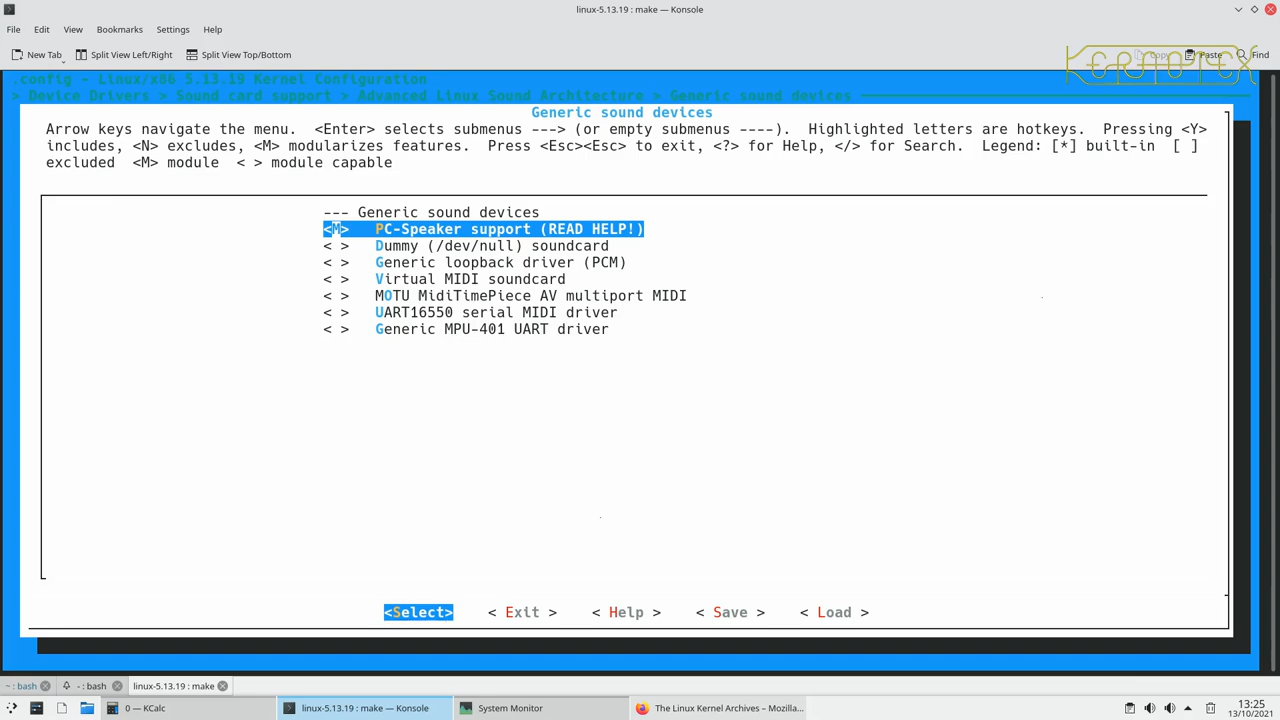 linux-5.13.19 : make — Konsole
File Edit View Bookmarks Settings Help
New Tab Split View Left/Right Split View Top/Bottom Copy Paste Find
KERNOTEX
.config - Linux/x86 5.13.19 Kernel Configuration
> Device Drivers > Sound card support > Advanced Linux Sound Architecture > Generic sound devices
Generic sound devices
Arrow keys navigate the menu. <Enter> selects submenus ---> (or empty submenus ----). Highlighted letters are hotkeys. Pressing <Y>
includes, <N> excludes, <M> modularizes features. Press <Esc><Esc> to exit, <?> for Help, </> for Search. Legend: [*] built-in [ ]
excluded <M> module < > module capable
--- Generic sound devices
<M> PC-Speaker support (READ HELP!)
< > Dummy (/dev/null) soundcard
< > Generic loopback driver (PCM)
< > Virtual MIDI soundcard
< > MOTU MidiTimePiece AV multiport MIDI
< > UART16550 serial MIDI driver
< > Generic MPU-401 UART driver
<Select> < Exit > < Help > < Save > < Load >
~ : bash - : bash linux-5.13.19 : make
0 — KCalc linux-5.13.19 : make — Konsole System Monitor The Linux Kernel Archives – Mozilla... 13:25
13/10/2021